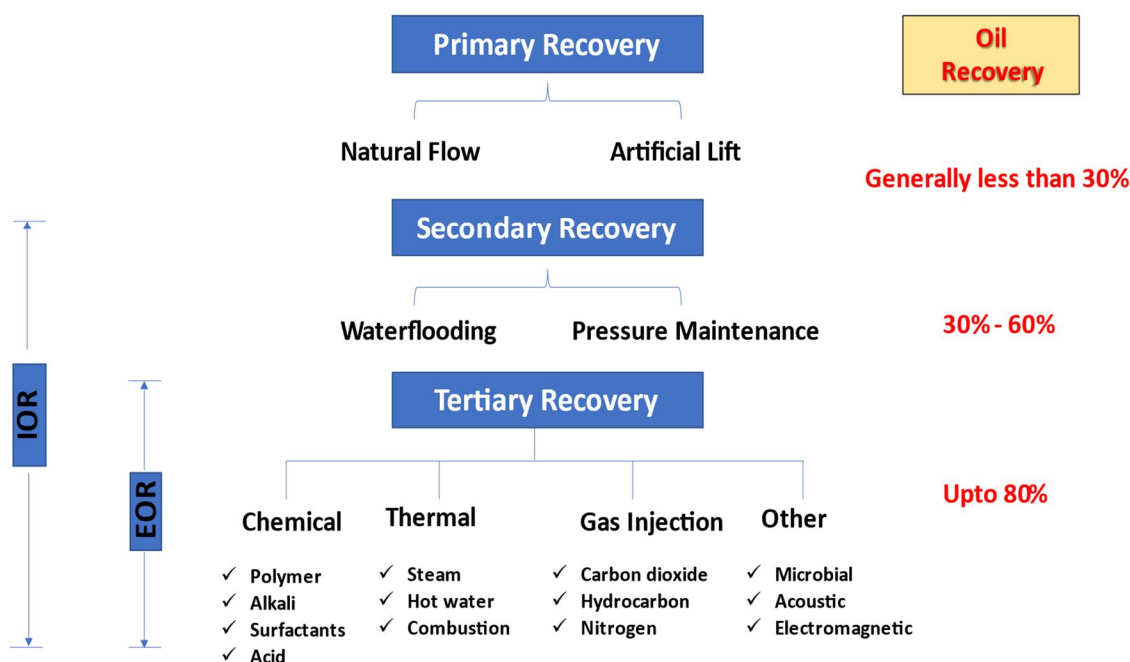 Primary Recovery
Oil
Recovery
Natural Flow
Artificial Lift
Generally less than 30%
Secondary Recovery
Waterflooding
Pressure Maintenance
30% - 60%
Tertiary Recovery
IOR
EOR
Upto 80%
Chemical
Thermal
Gas Injection
Other
✓ Polymer
✓ Alkali
✓ Surfactants
✓ Acid
✓ Steam
✓ Hot water
✓ Combustion
✓ Carbon dioxide
✓ Hydrocarbon
✓ Nitrogen
✓ Microbial
✓ Acoustic
✓ Electromagnetic